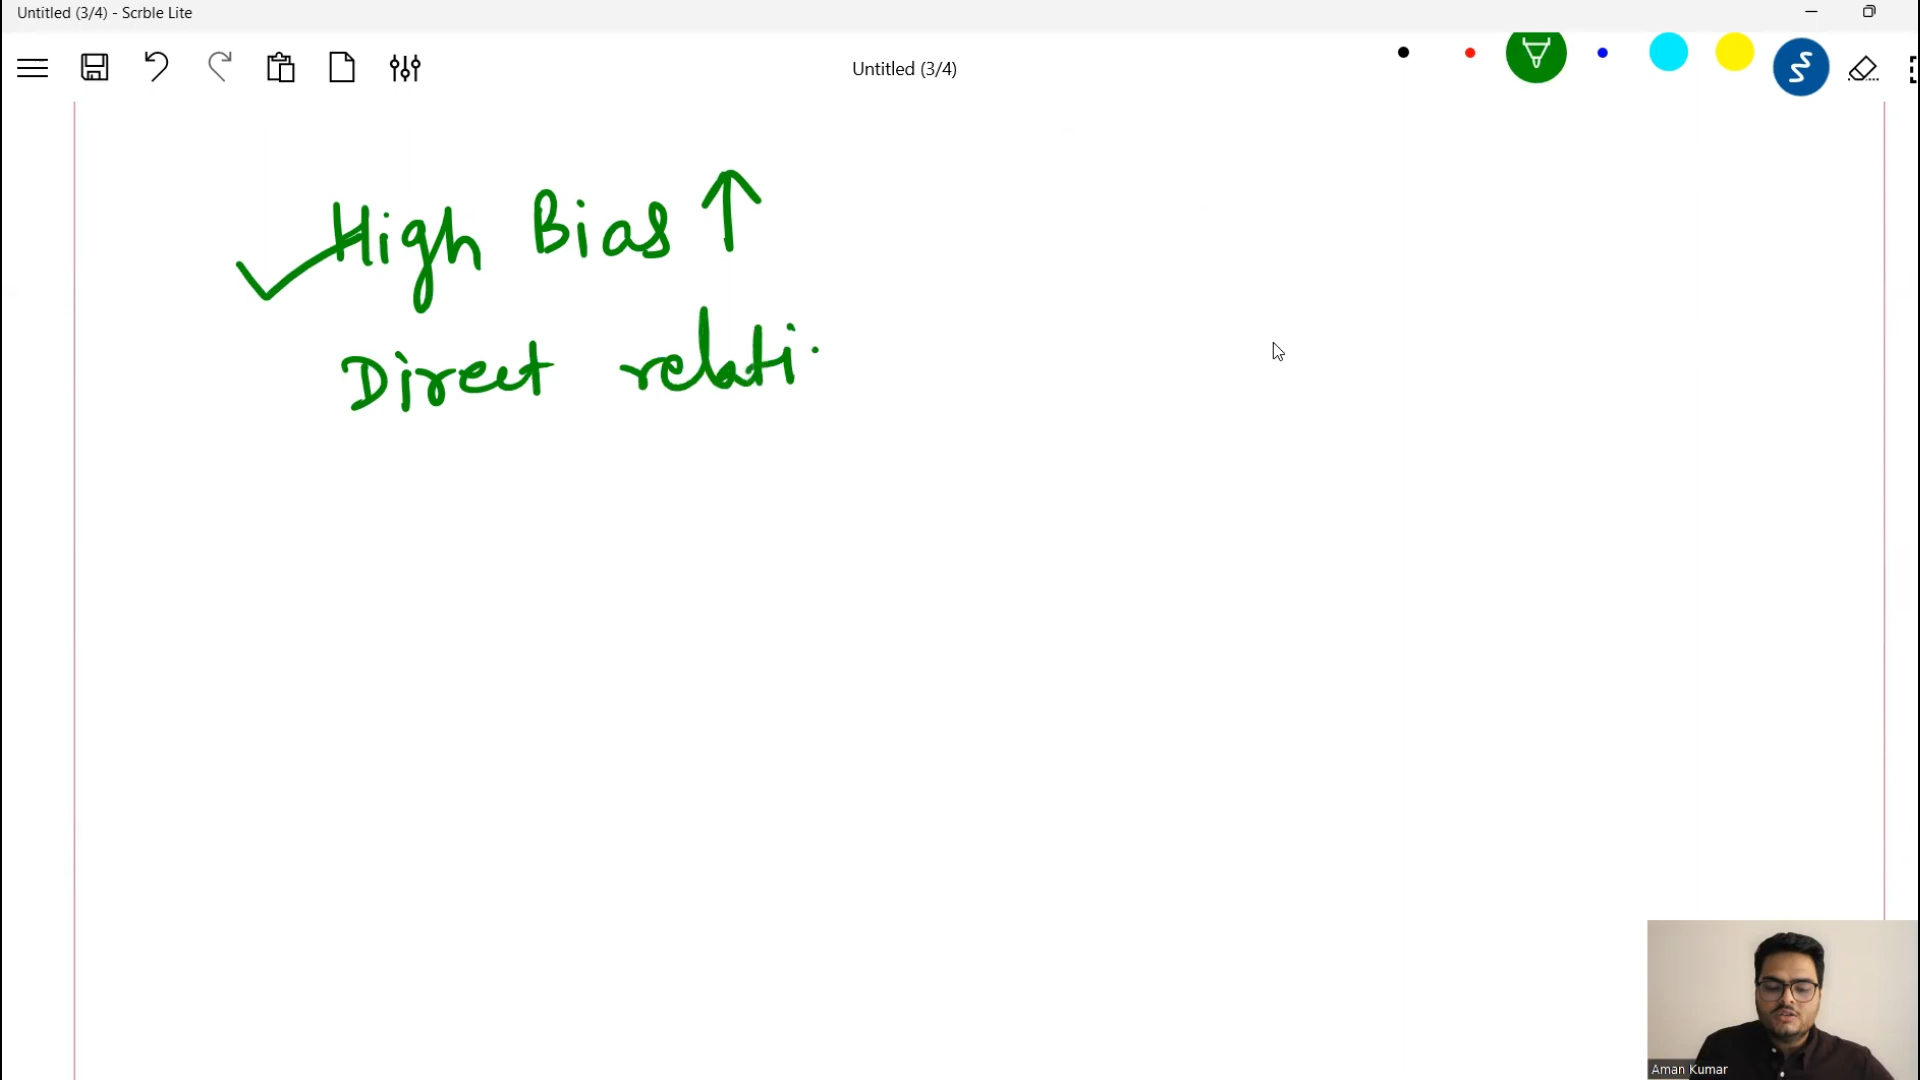 Untitled (3/4) - Scrble Lite
Untitled (3/4)
High Bias ↑
Direct relati
Aman Kumar